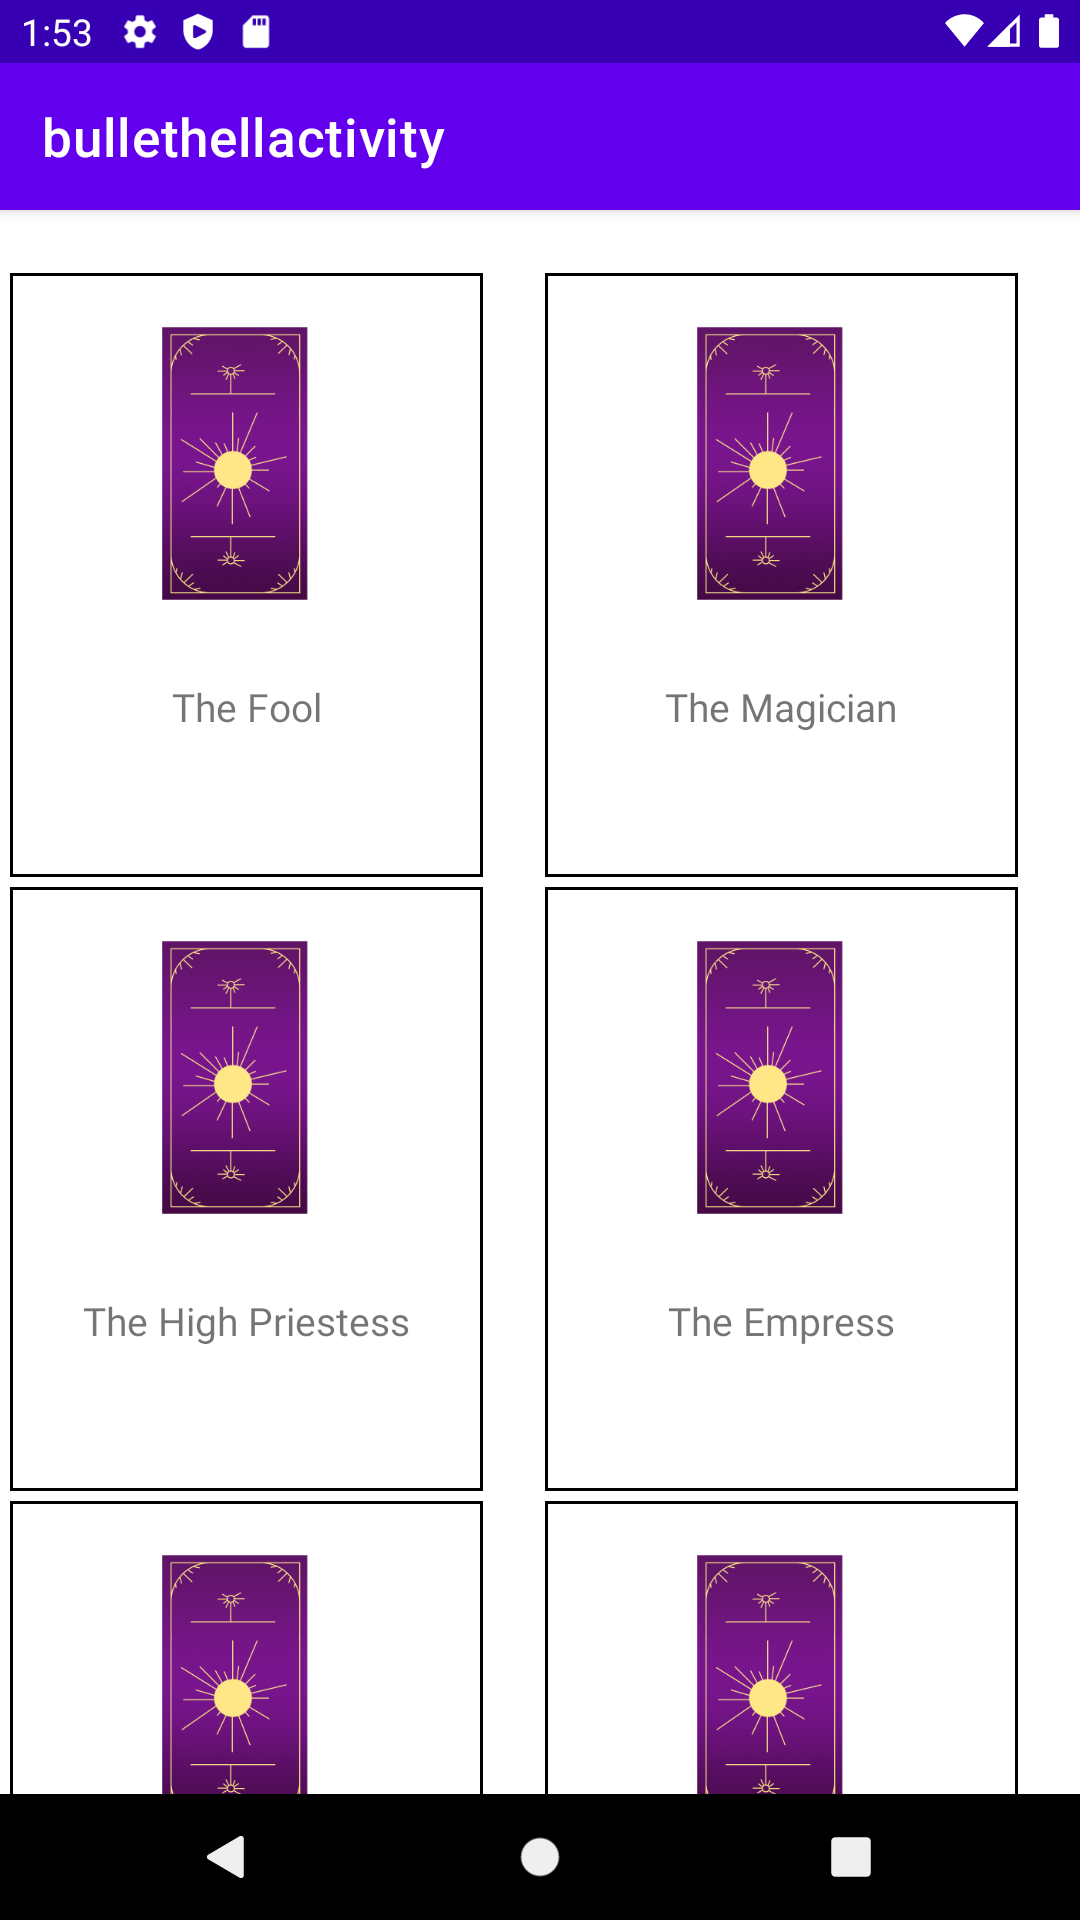 1:53
bullethellactivity
The Fool
The Magician
The High Priestess
The Empress